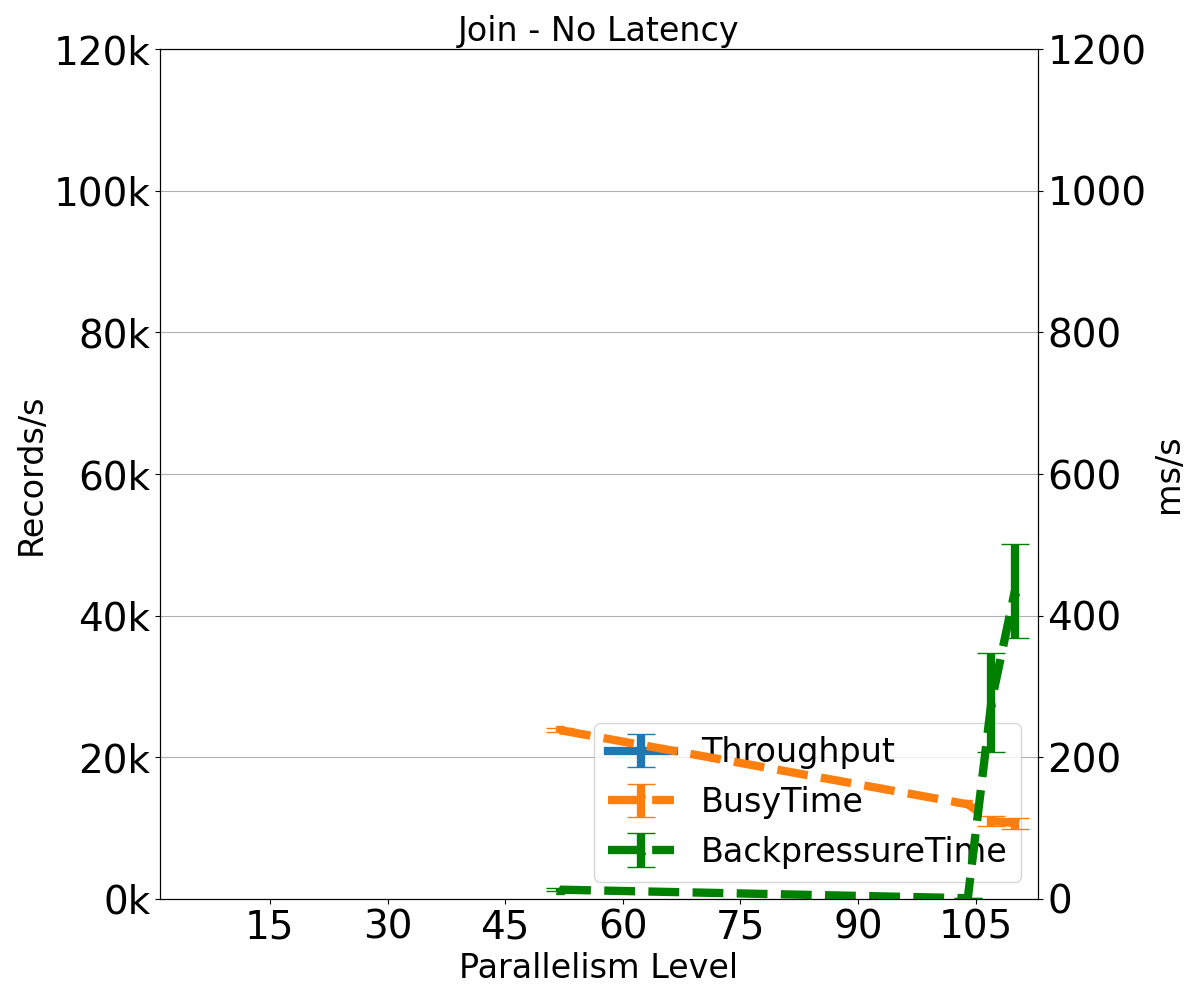 Join - No Latency
120k
100k
80k
60k
40k
20k
0k
Records/s
1200
1000
800
600
400
200
0
ms/s
Throughput
BusyTime
BackpressureTime
15 30 45 60 75 90 105
Parallelism Level